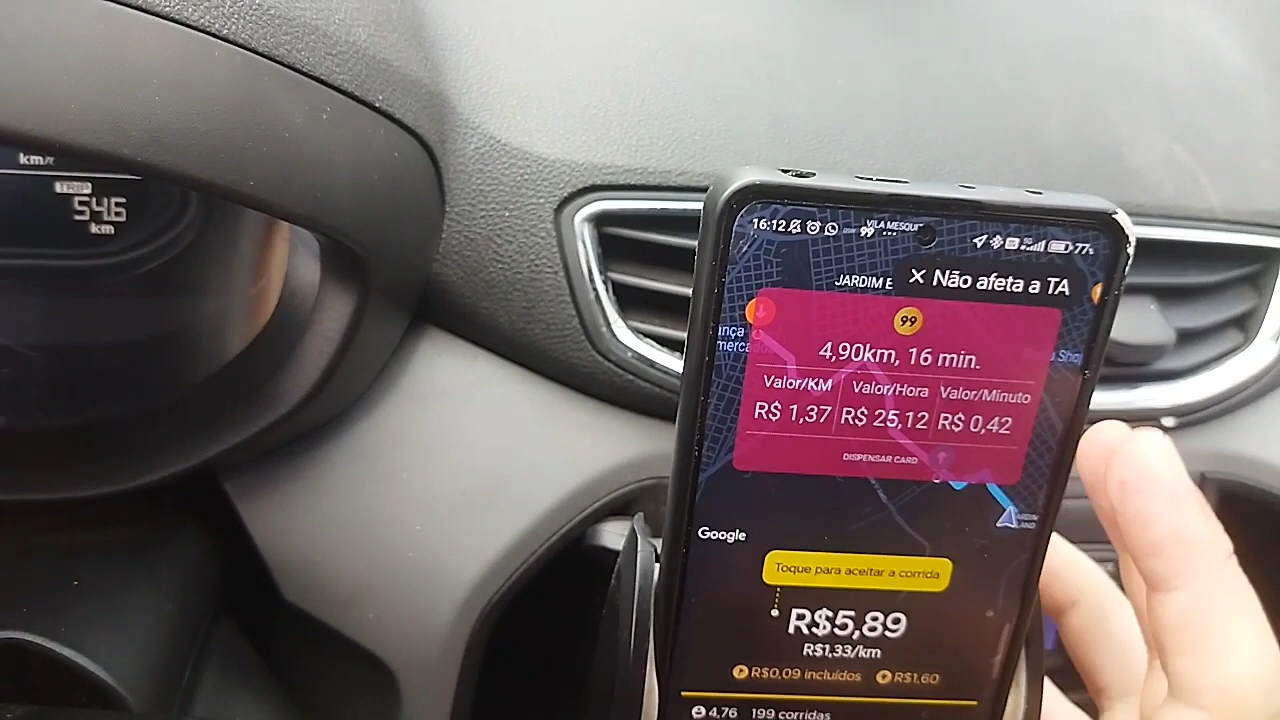 km/
TRIP
54.6
km
16:12
99
VILA MESQUI
77%
JARDIM E
× Não afeta a TA
99
4,90km, 16 min.
Valor/KM Valor/Hora Valor/Minuto
R$ 1,37 R$ 25,12 R$ 0,42
DISPENSAR CARD
Google
Toque para aceitar a corrida
R$5,89
R$1,33/km
R$0,09 incluídos R$1,60
4,76 199 corridas